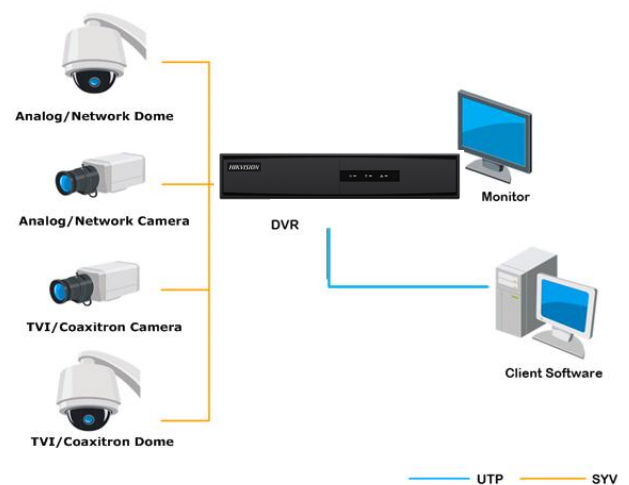 Analog/Network Dome
HIKVISION
Monitor
Analog/Network Camera
DVR
TVI/Coaxitron Camera
Client Software
TVI/Coaxitron Dome
UTP
SYV